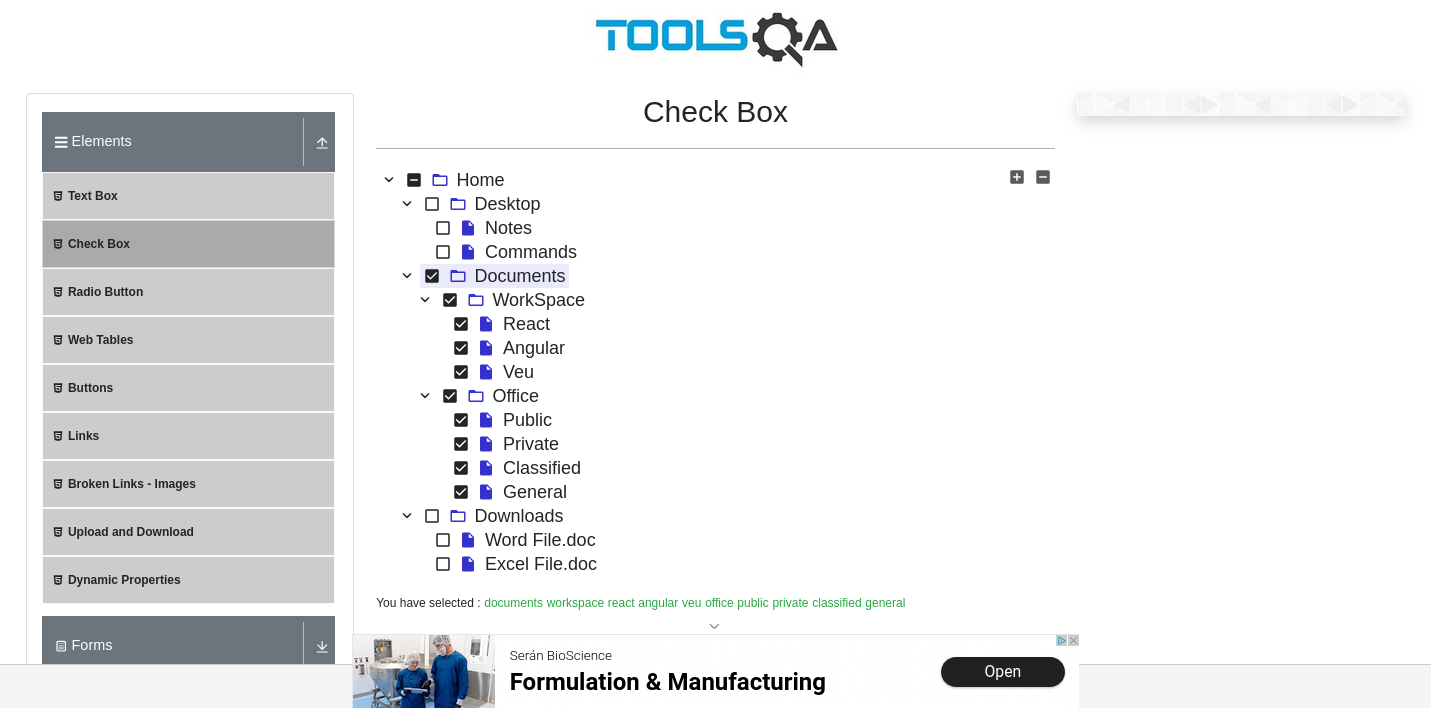 TOOLSQA
Check Box
Elements
Text Box
Check Box
Radio Button
Web Tables
Buttons
Links
Broken Links - Images
Upload and Download
Dynamic Properties
Forms
Home
Desktop
Notes
Commands
Documents
WorkSpace
React
Angular
Veu
Office
Public
Private
Classified
General
Downloads
Word File.doc
Excel File.doc
You have selected : documents workspace react angular veu office public private classified general
Serán BioScience
Formulation & Manufacturing
Open